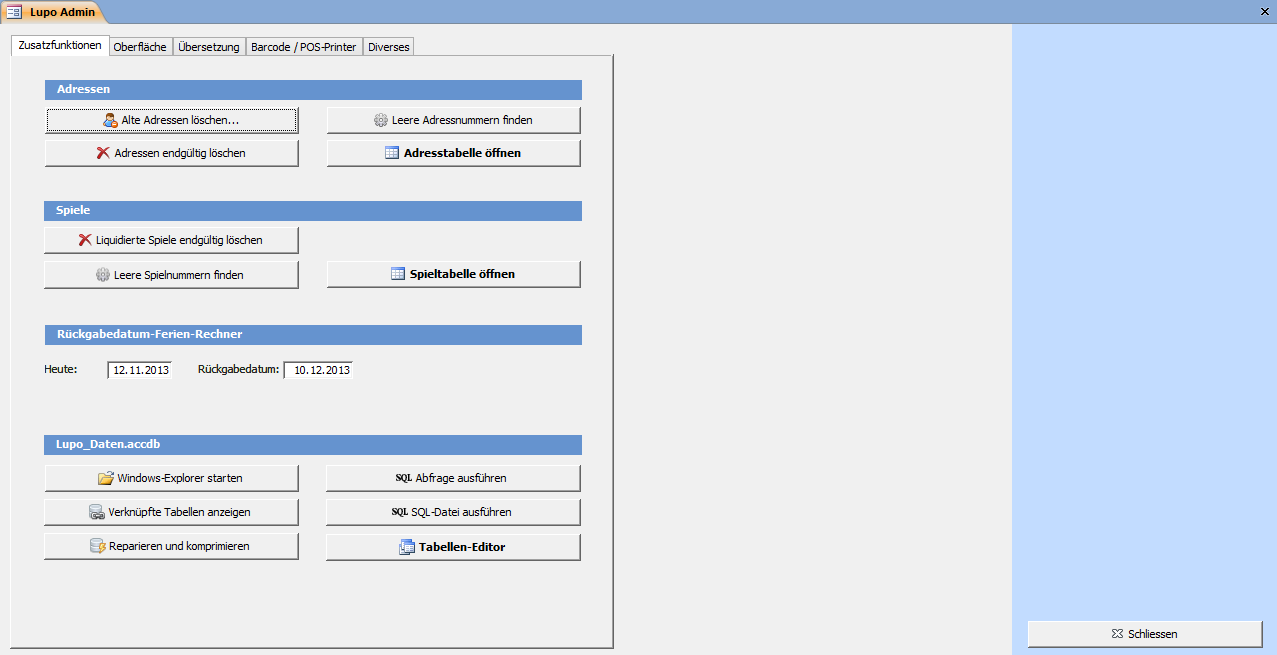 Lupo Admin
Zusatzfunktionen Oberfläche Übersetzung Barcode / POS-Printer Diverses
Adressen
Alte Adressen löschen... Leere Adressnummern finden
Adressen endgültig löschen Adresstabelle öffnen
Spiele
Liquidierte Spiele endgültig löschen
Leere Spielnummern finden Spieltabelle öffnen
Rückgabedatum-Ferien-Rechner
Heute: 12.11.2013 Rückgabedatum: 10.12.2013
Lupo_Daten.accdb
Windows-Explorer starten SQL Abfrage ausführen
Verknüpfte Tabellen anzeigen SQL SQL-Datei ausführen
Reparieren und komprimieren Tabellen-Editor
Schliessen